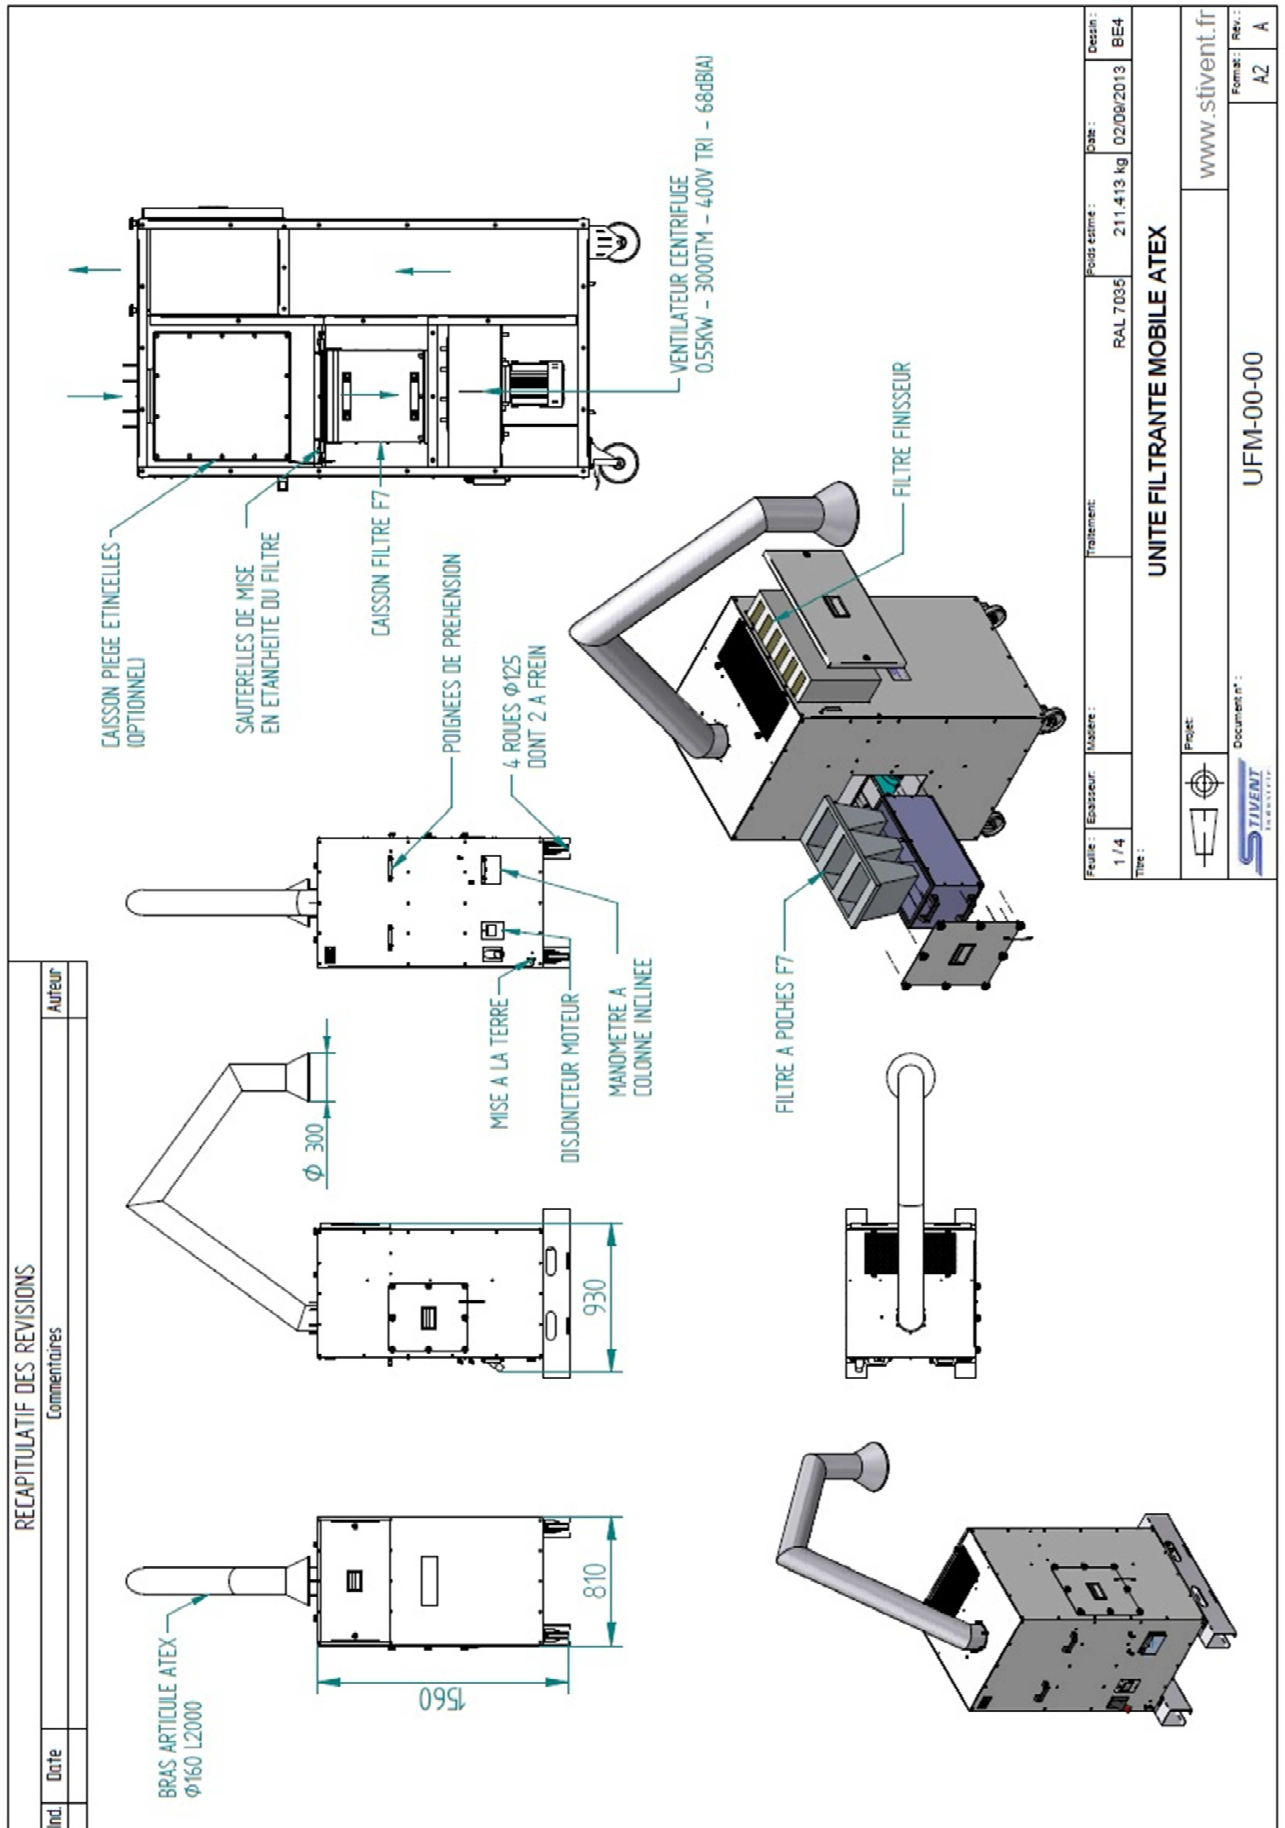 RECAPITULATIF DES REVISIONS
Ind.
Date
Commentaires
Auteur
BRAS ARTICULE ATEX
Φ160 L2000
1560
810
930
Φ 300
MISE A LA TERRE
DISJONCTEUR MOTEUR
MANOMETRE A
COLONNE INCLINEE
POIGNEES DE PREHENSION
4 ROUES Φ125
DONT 2 A FREIN
CAISSON PIEGE ETINCELLES
(OPTIONNEL)
SAUTERELLES DE MISE
EN ETANCHEITE DU FILTRE
CAISSON FILTRE F7
VENTILATEUR CENTRIFUGE
0.55KW - 3000TM - 400V TRI - 68dB(A)
FILTRE A POCHES F7
FILTRE FINISSEUR
Feuille :
1 / 4
Epaisseur:
Matière :
Traitement:
RAL 7035
Poids estimé :
211.413 kg
Date :
02/09/2013
Dessin :
BE4
Titre :
UNITE FILTRANTE MOBILE ATEX
Projet:
www.stivent.fr
STIVENT
Industrie
Document n° :
UFM-00-00
Format :
A2
Rev. :
A